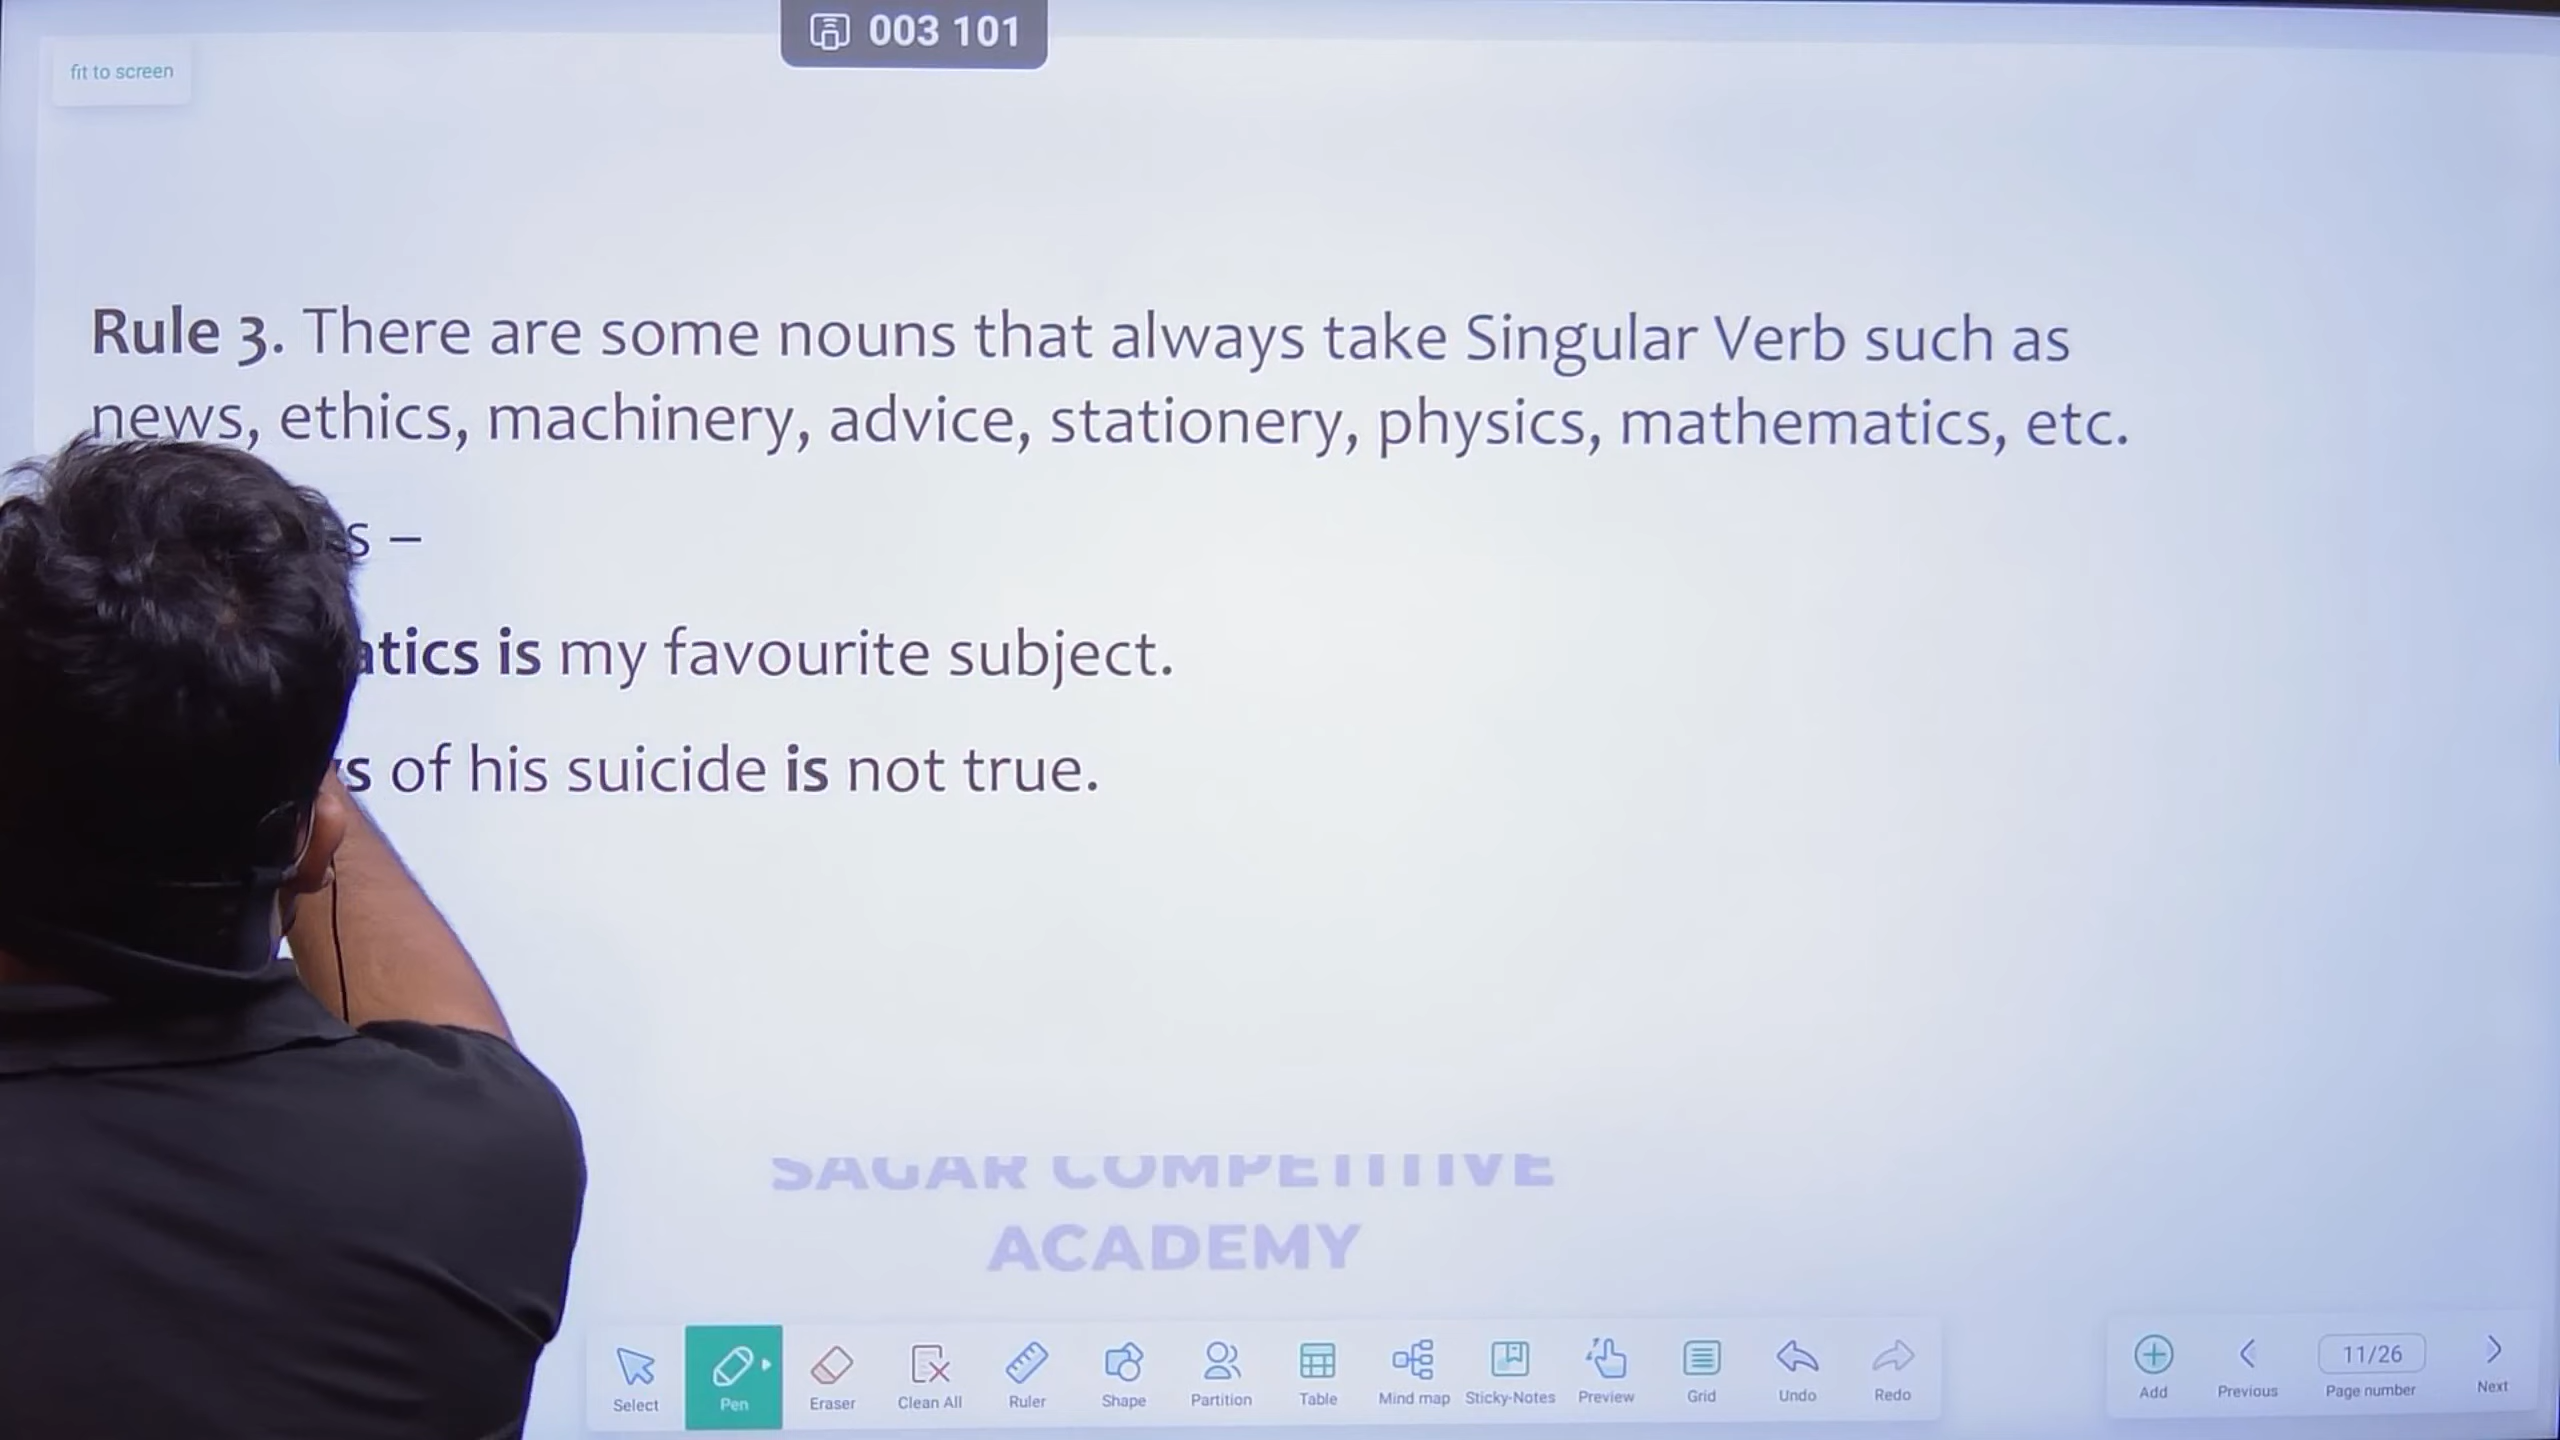 003 101
fit to screen
Rule 3. There are some nouns that always take Singular Verb such as
news, ethics, machinery, advice, stationery, physics, mathematics, etc.
–
is my favourite subject.
of his suicide is not true.
SAGAR COMPETITIVE
ACADEMY
Select Pen Eraser Clean All Ruler Shape Partition Table Mind map Sticky-Notes Preview Grid Undo Redo Add Previous 11/26 Page number Next